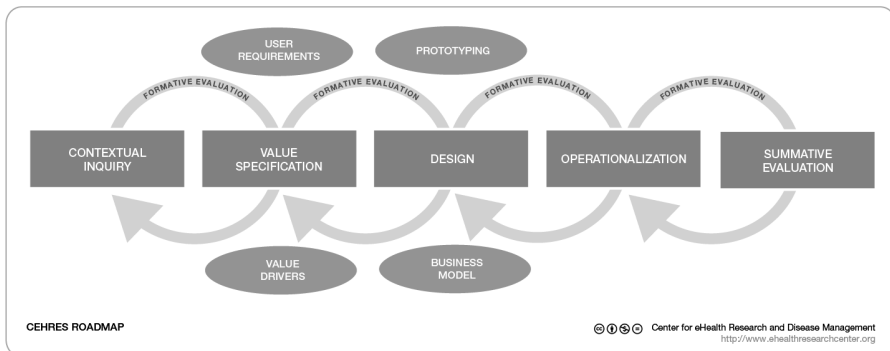 USER
REQUIREMENTS
PROTOTYPING
FORMATIVE EVALUATION
FORMATIVE EVALUATION
FORMATIVE EVALUATION
FORMATIVE EVALUATION
CONTEXTUAL
INQUIRY
VALUE
SPECIFICATION
DESIGN
OPERATIONALIZATION
SUMMATIVE
EVALUATION
VALUE
DRIVERS
BUSINESS
MODEL
CEHRES ROADMAP
Center for eHealth Research and Disease Management
http://www.ehealthresearchcenter.org